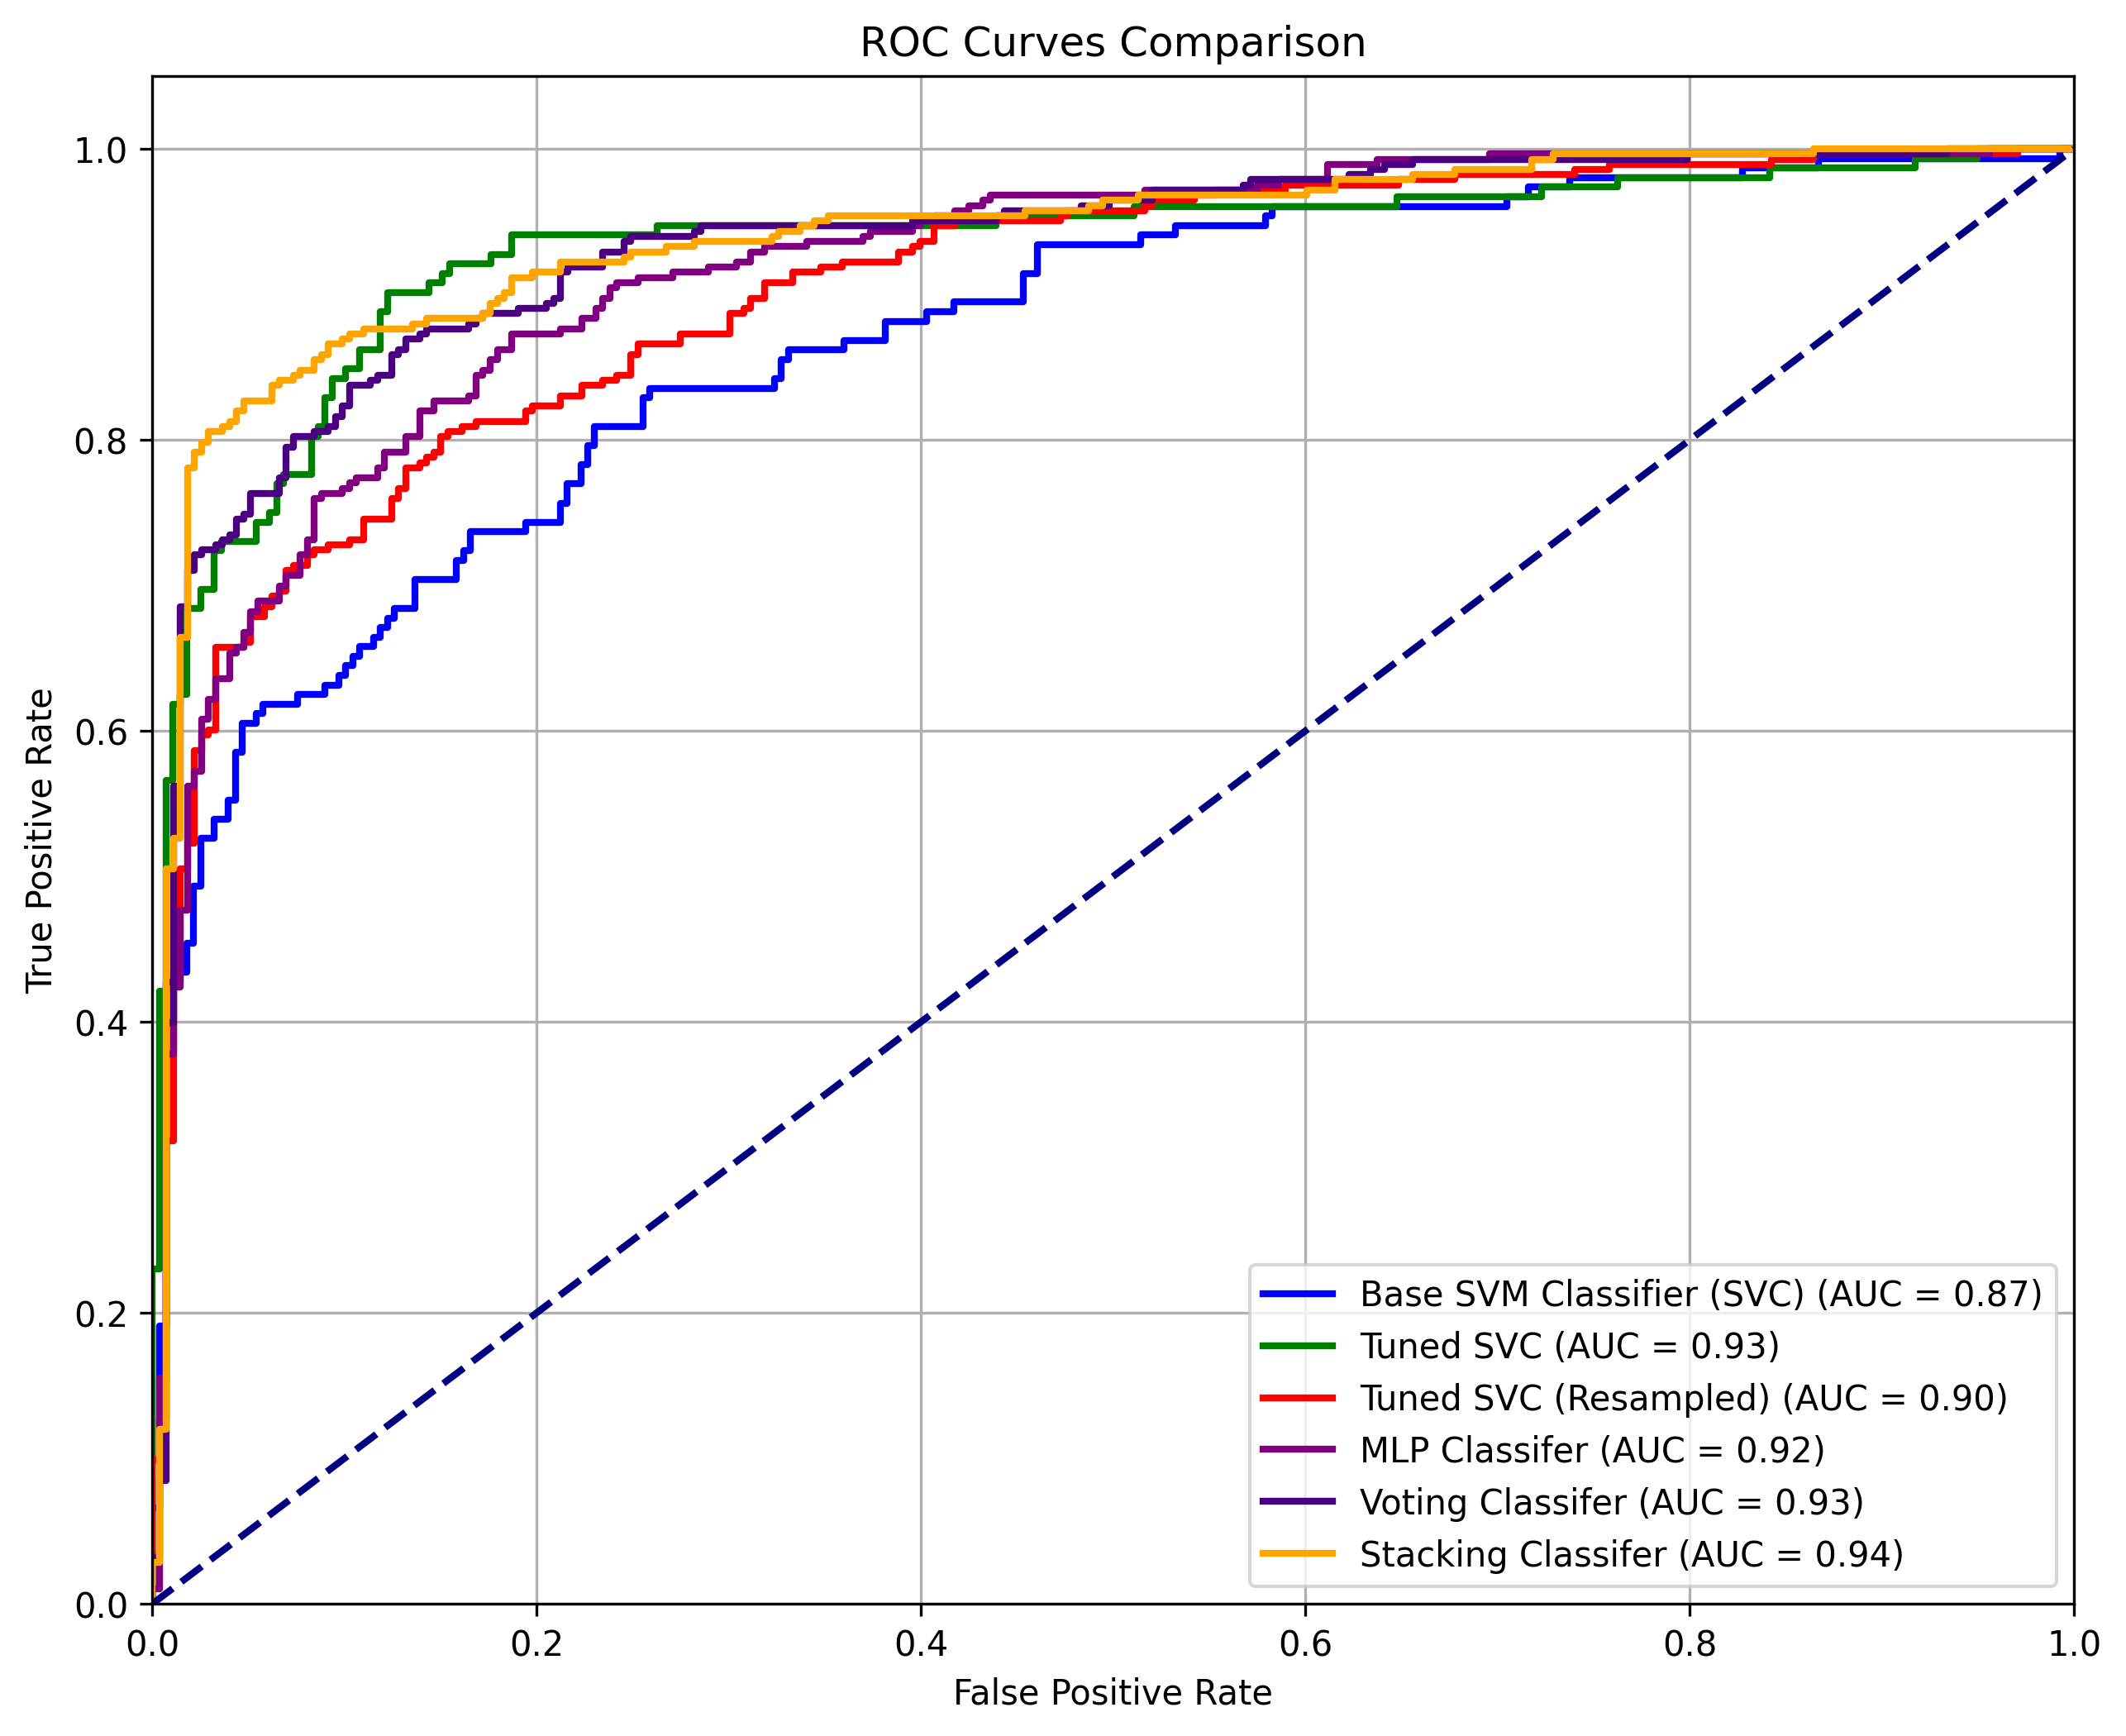 ROC Curves Comparison
1.0
0.8
0.6
0.4
0.2
0.0
True Positive Rate
0.0 0.2 0.4 0.6 0.8 1.0
False Positive Rate
Base SVM Classifier (SVC) (AUC = 0.87)
Tuned SVC (AUC = 0.93)
Tuned SVC (Resampled) (AUC = 0.90)
MLP Classifer (AUC = 0.92)
Voting Classifer (AUC = 0.93)
Stacking Classifer (AUC = 0.94)